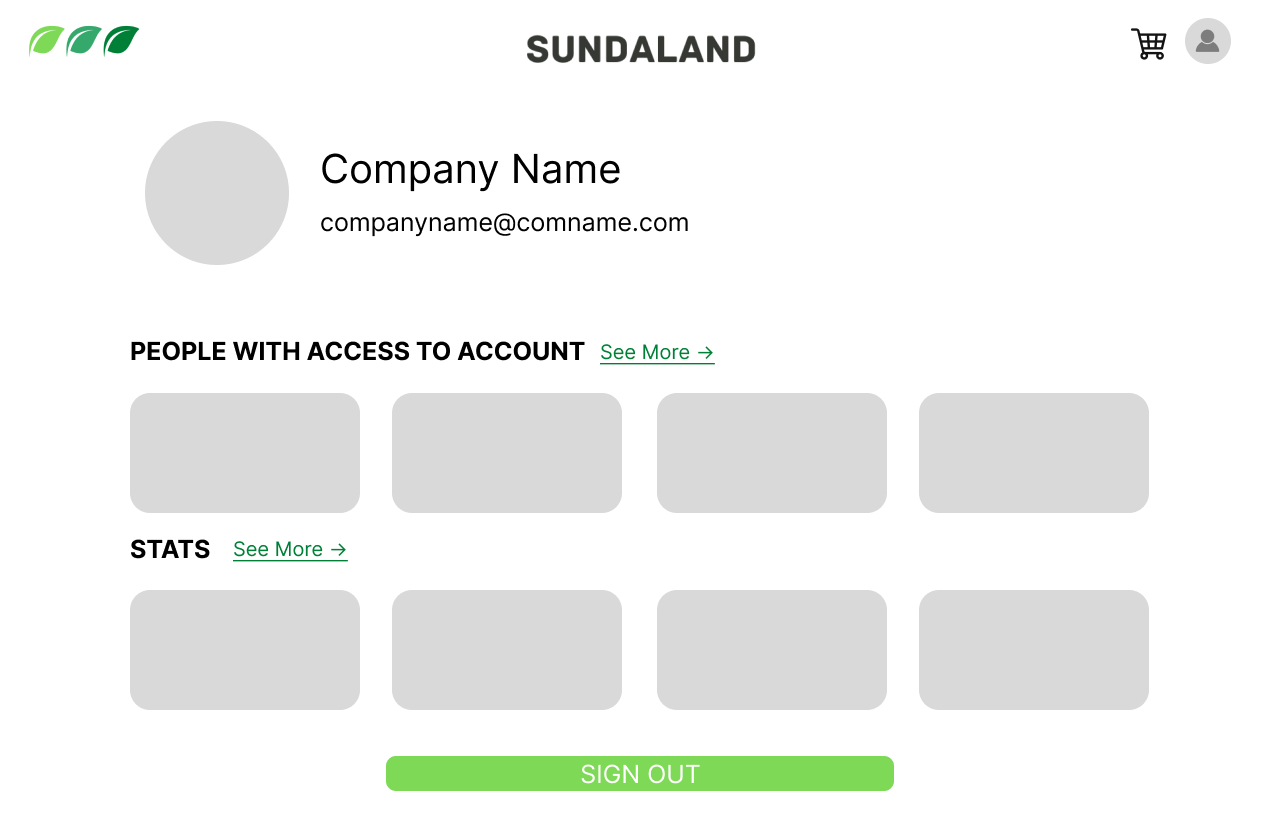 SUNDALAND
Company Name
companyname@comname.com
PEOPLE WITH ACCESS TO ACCOUNT See More →
STATS See More →
SIGN OUT